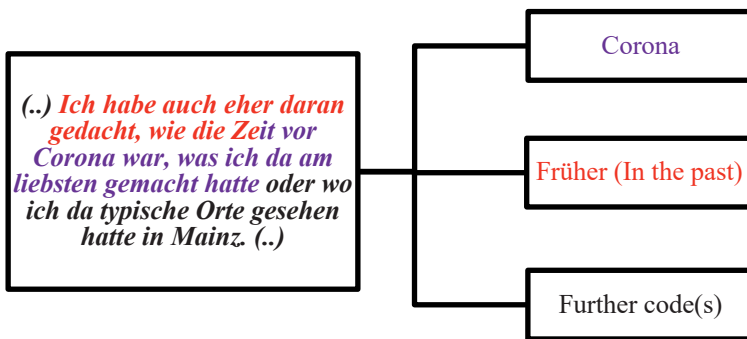 (..) Ich habe auch eher daran
gedacht, wie die Zeit vor
Corona war, was ich da am
liebsten gemacht hatte oder wo
ich da typische Orte gesehen
hatte in Mainz. (..)
Corona
Früher (In the past)
Further code(s)